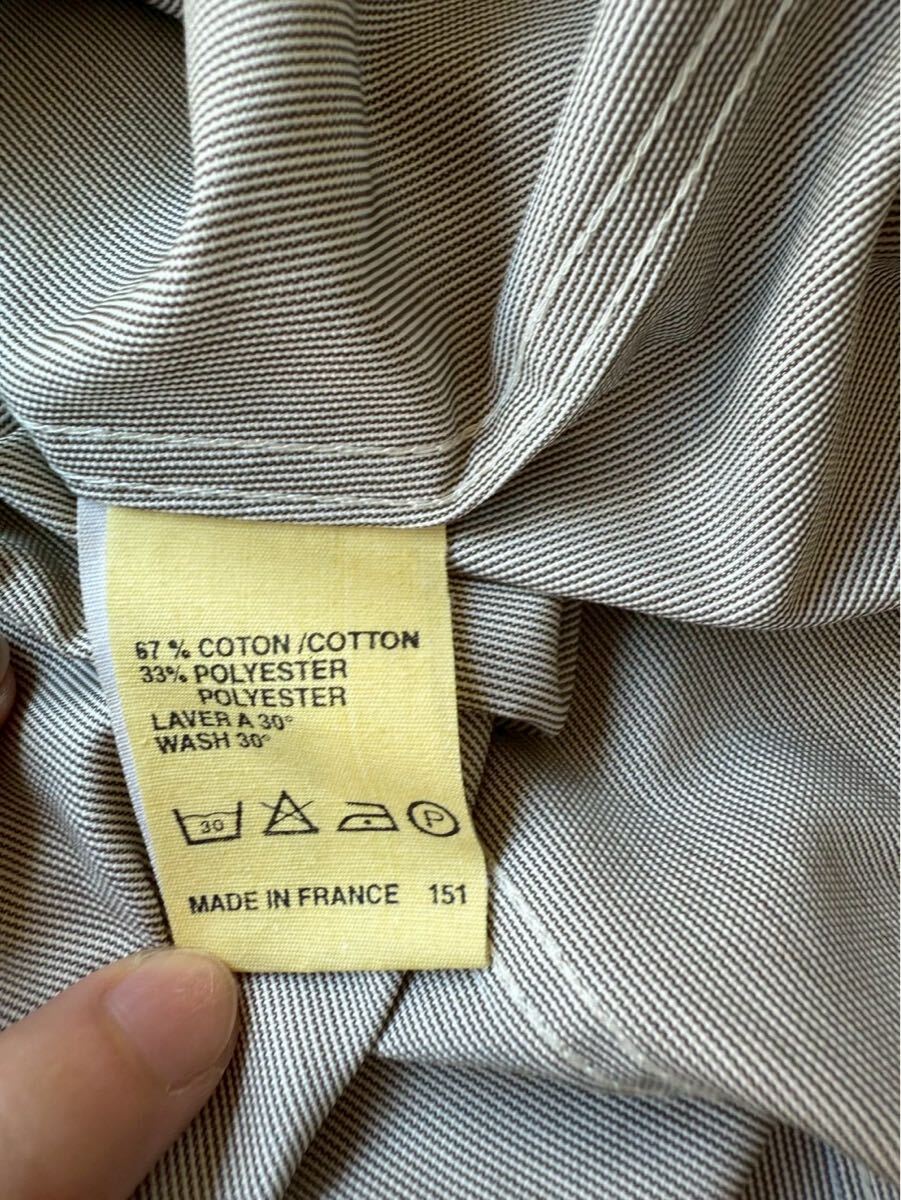 67 % COTON /COTTON
33% POLYESTER
POLYESTER
LAVER A 30°
WASH 30°
30 P
MADE IN FRANCE 151